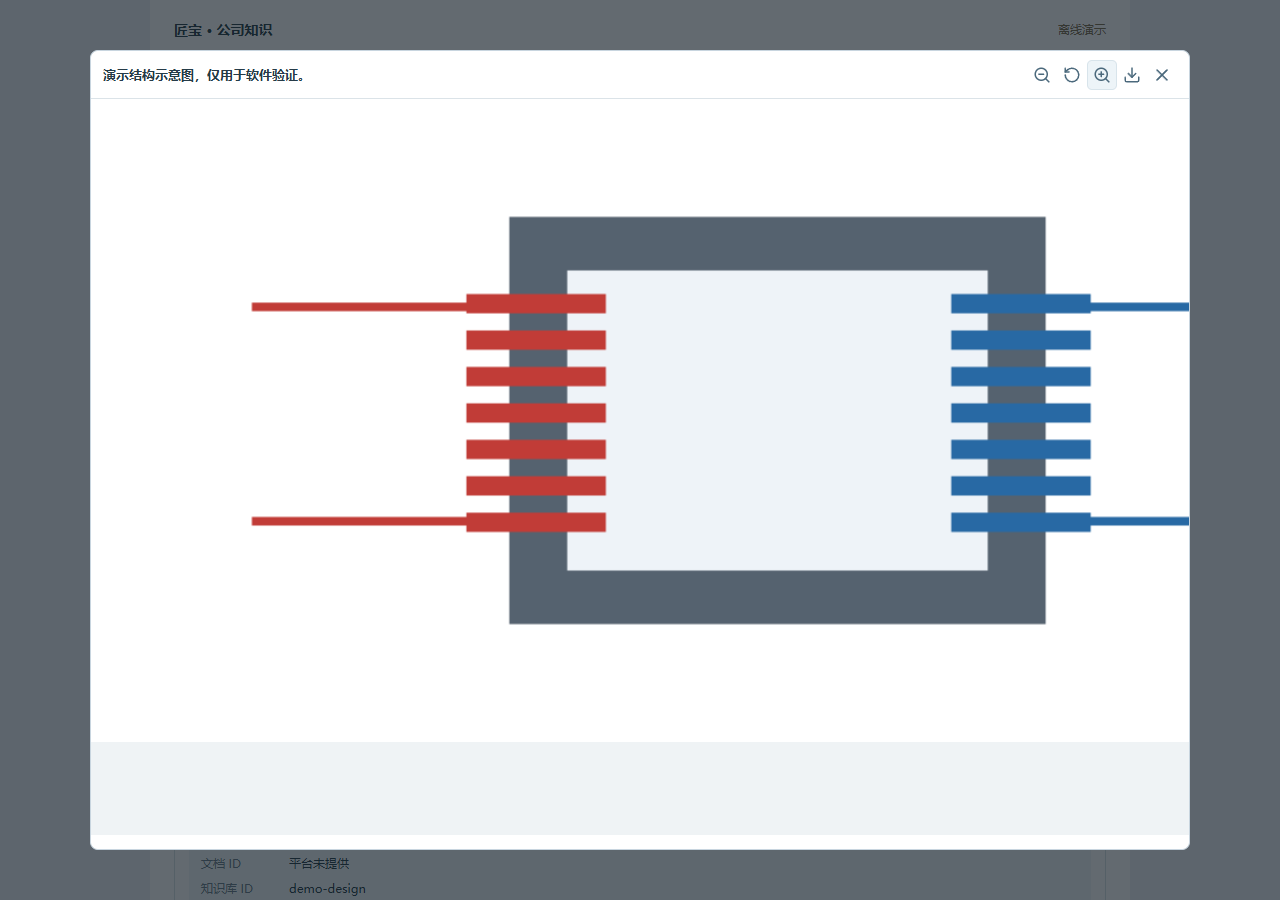 匠宝 • 公司知识
离线演示
演示结构示意图，仅用于软件验证。
文档 ID
平台未提供
知识库 ID
demo-design